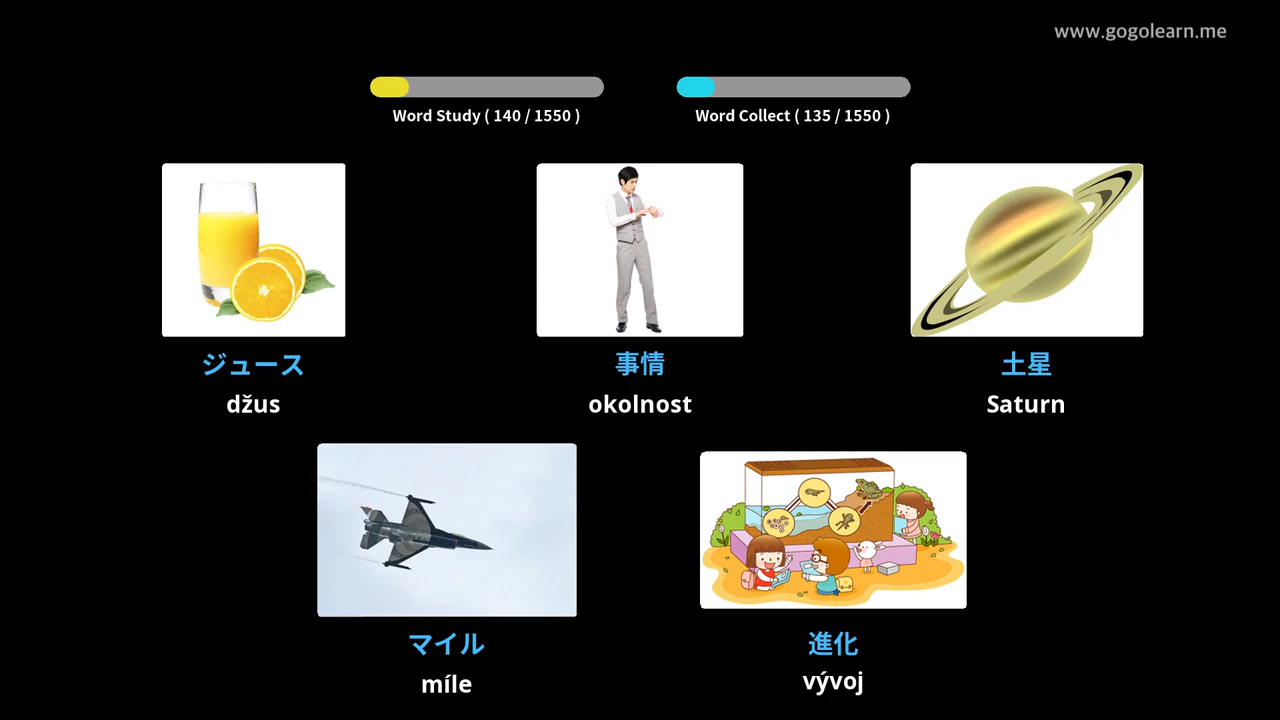 www.gogolearn.me
Word Study ( 140 / 1550 )
Word Collect ( 135 / 1550 )
ジュース
džus
事情
okolnost
土星
Saturn
マイル
míle
進化
vývoj